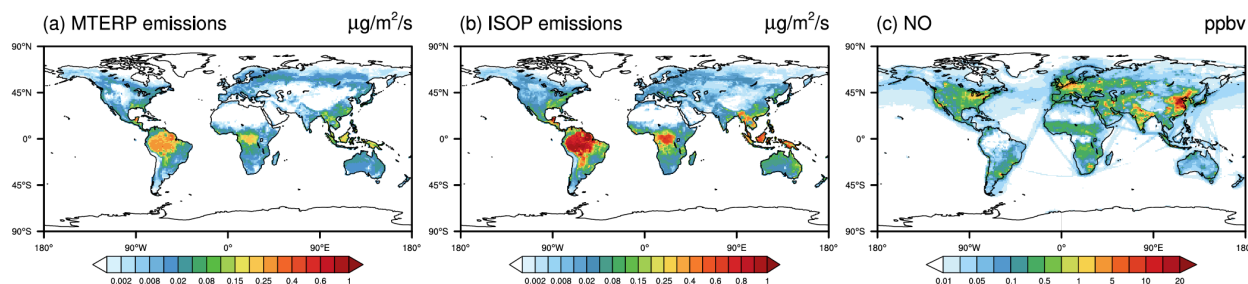 (a) MTERP emissions μg/m²/s
90°N
45°N
0°
45°S
90°S
180° 90°W 0° 90°E 180°
0.002 0.008 0.02 0.08 0.15 0.25 0.4 0.6 1
(b) ISOP emissions μg/m²/s
90°N
45°N
0°
45°S
90°S
180° 90°W 0° 90°E 180°
0.002 0.008 0.02 0.08 0.15 0.25 0.4 0.6 0.8 1
(c) NO ppbv
90°N
45°N
0°
45°S
90°S
180° 90°W 0° 90°E 180°
0.01 0.05 0.1 0.5 1 5 10 20